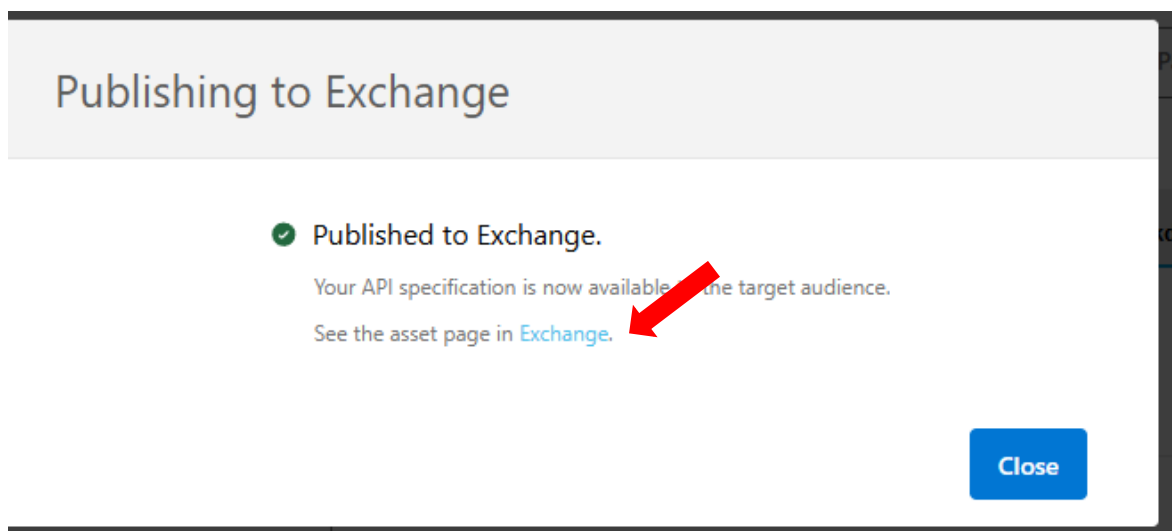 Publishing to Exchange
Published to Exchange.
Your API specification is now available the target audience.
See the asset page in Exchange.
Close